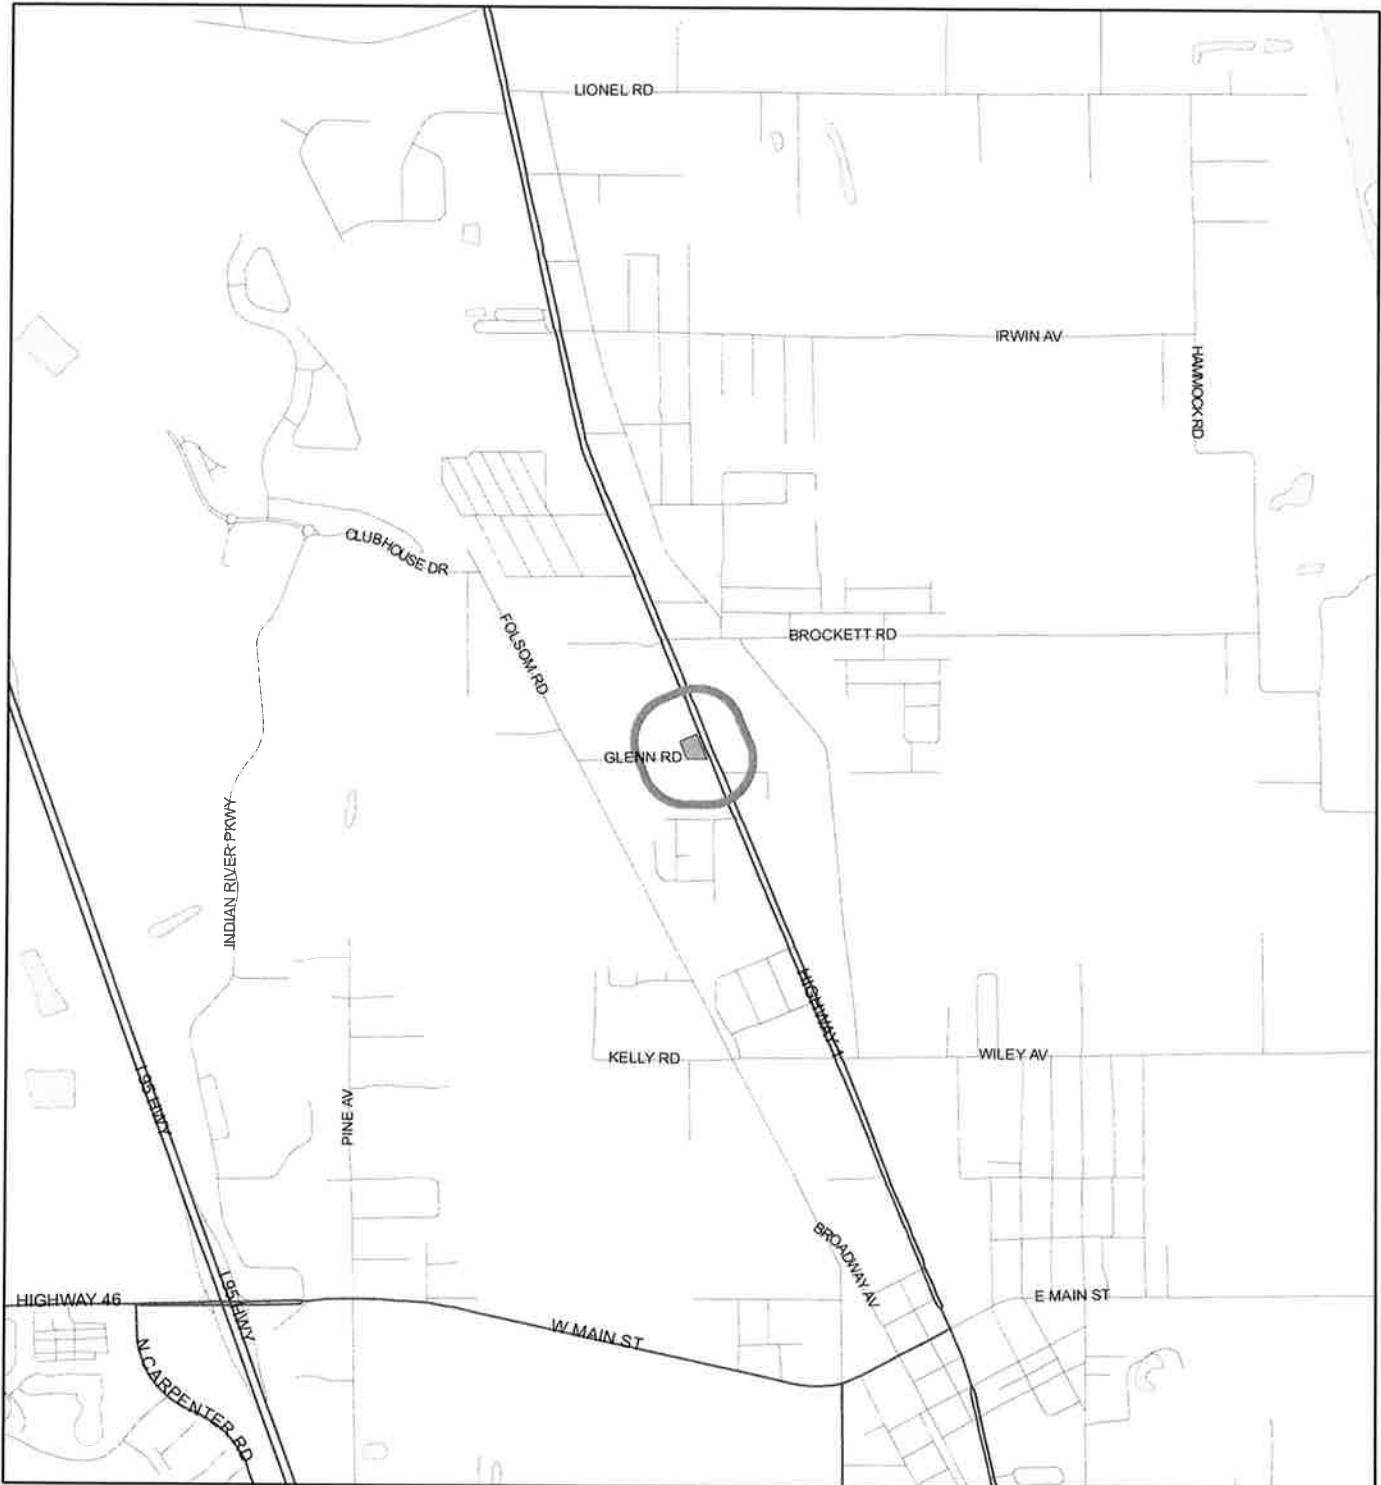 LIONEL RD
IRWIN AV
HAMMOCK RD
CLUBHOUSE DR
FOLSOM RD
BROCKETT RD
GLENN RD
INDIAN RIVER PKWY
HIGHWAY 1
KELLY RD
WILEY AV
I 95 HWY
PINE AV
BROADWAY AV
I 95 HWY
HIGHWAY 46
E MAIN ST
W MAIN ST
N CARPENTER RD